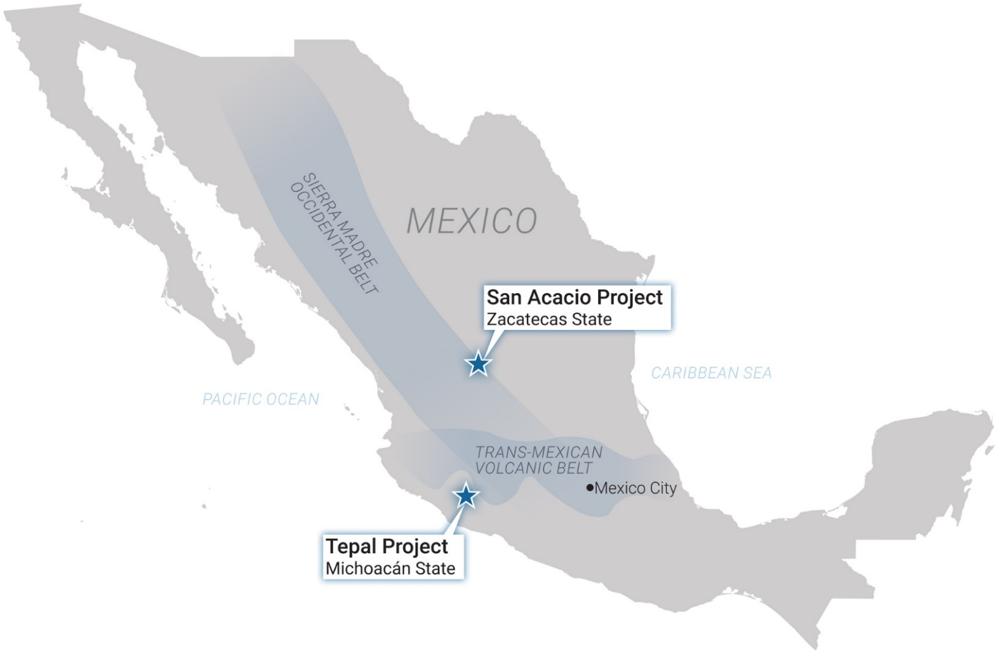 SIERRA MADRE
OCCIDENTAL BELT
MEXICO
San Acacio Project
Zacatecas State
CARIBBEAN SEA
PACIFIC OCEAN
TRANS-MEXICAN
VOLCANIC BELT
Mexico City
Tepal Project
Michoacán State